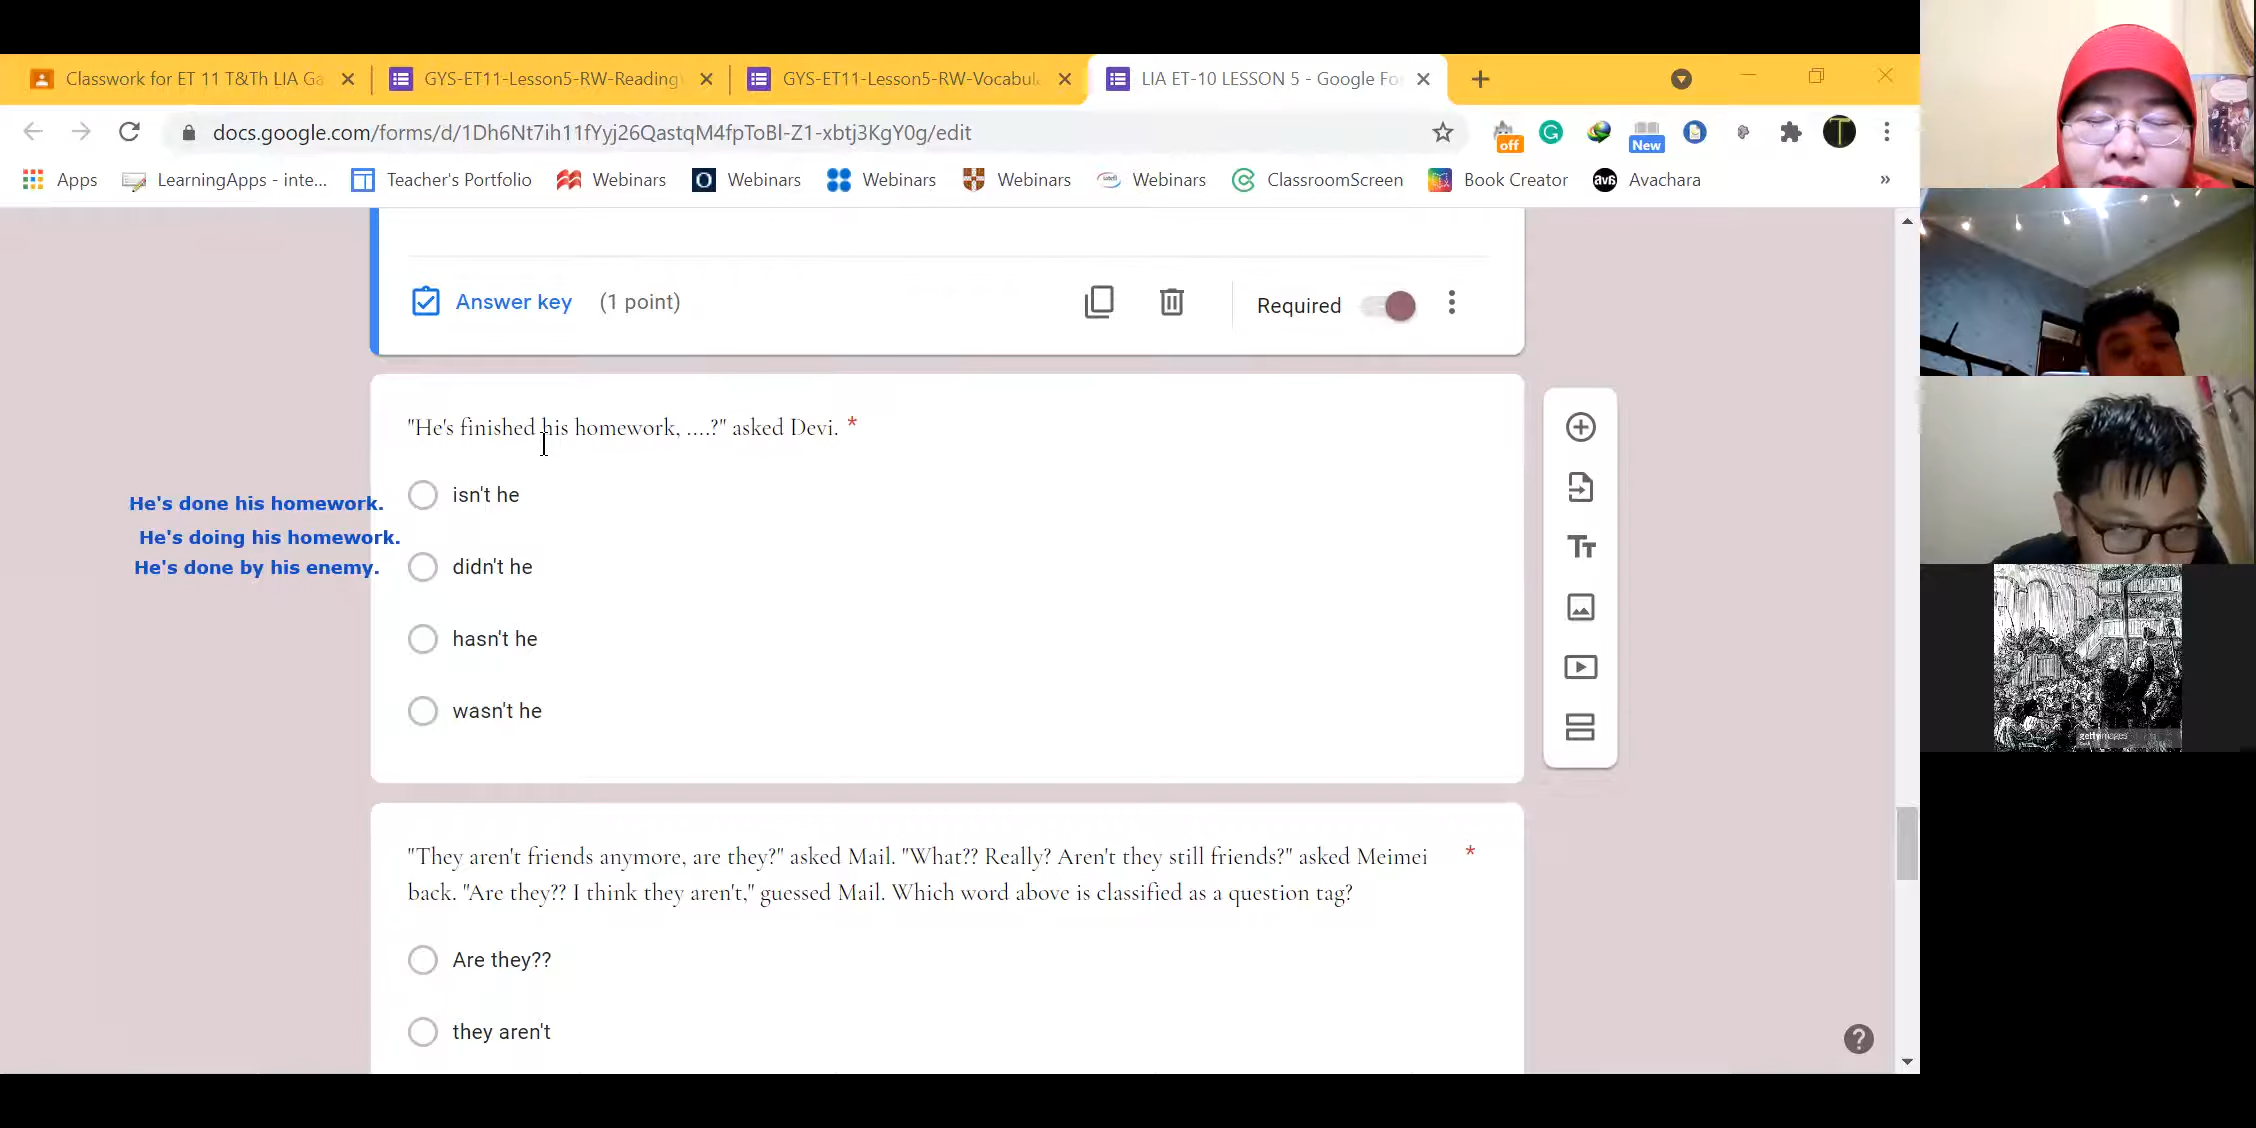 Classwork for ET 11 T&Th LIA Ga
GYS-ET11-Lesson5-RW-Reading
GYS-ET11-Lesson5-RW-Vocabul
LIA ET-10 LESSON 5 - Google Fo
docs.google.com/forms/d/1Dh6Nt7ih11fYyj26QastqM4fpToBl-Z1-xbtj3KgY0g/edit
off
New
T
Apps
LearningApps - inte...
Teacher's Portfolio
Webinars
Webinars
Webinars
Webinars
Webinars
ClassroomScreen
Book Creator
Avachara
»
Answer key (1 point)
Required
"He's finished his homework, ....?" asked Devi. *
isn't he
He's done his homework.
He's doing his homework.
didn't he
He's done by his enemy.
hasn't he
wasn't he
"They aren't friends anymore, are they?" asked Mail. "What?? Really? Aren't they still friends?" asked Meimei *
back. "Are they?? I think they aren't," guessed Mail. Which word above is classified as a question tag?
Are they??
they aren't
gettyimages